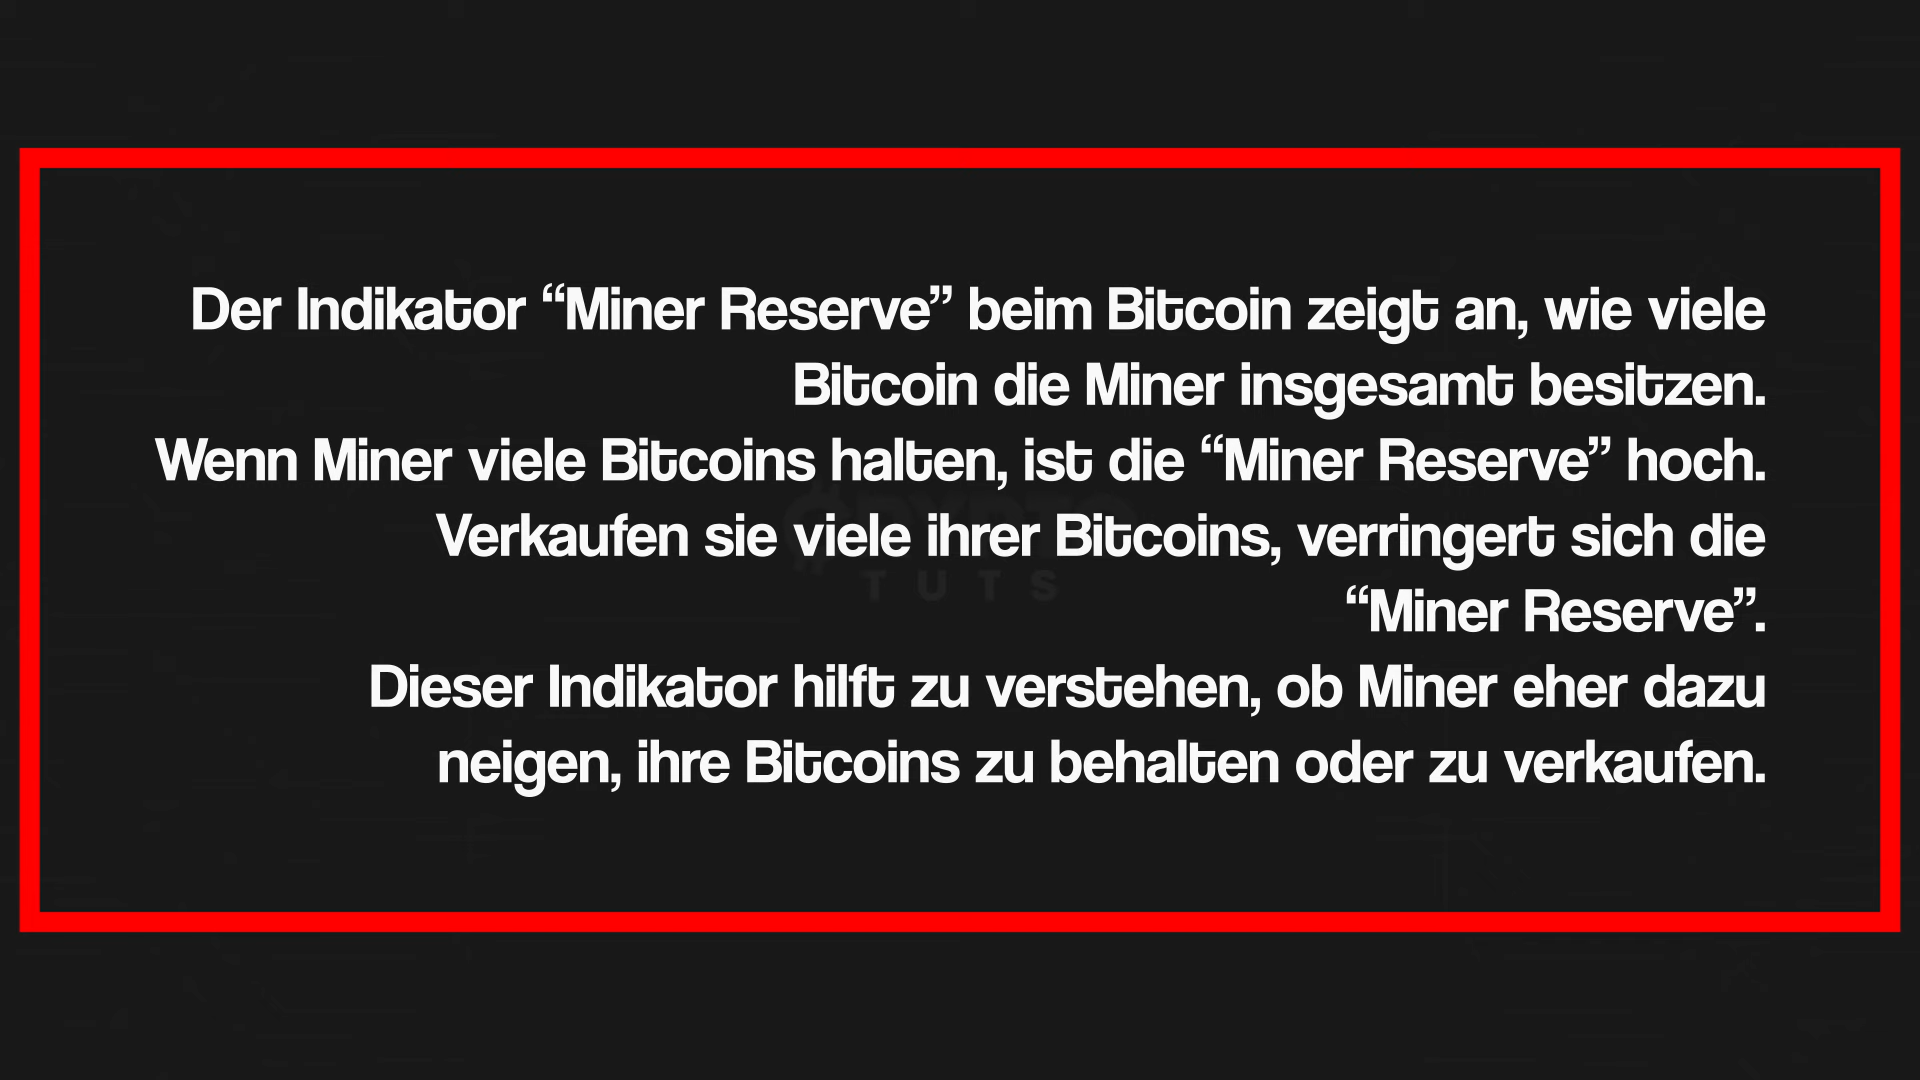 Der Indikator “Miner Reserve” beim Bitcoin zeigt an, wie viele
Bitcoin die Miner insgesamt besitzen.
Wenn Miner viele Bitcoins halten, ist die “Miner Reserve” hoch.
Verkaufen sie viele ihrer Bitcoins, verringert sich die
“Miner Reserve”.
Dieser Indikator hilft zu verstehen, ob Miner eher dazu
neigen, ihre Bitcoins zu behalten oder zu verkaufen.
CRYPTO
TUTS